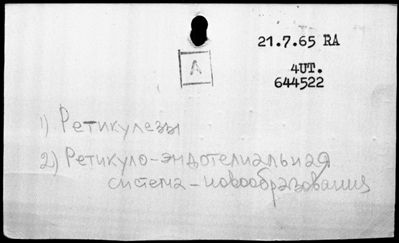 21.7.65 RA
A
4UT.
644522
1) Ретикулезы
2) Ретикуло-эндотелиальная
система-новообразования